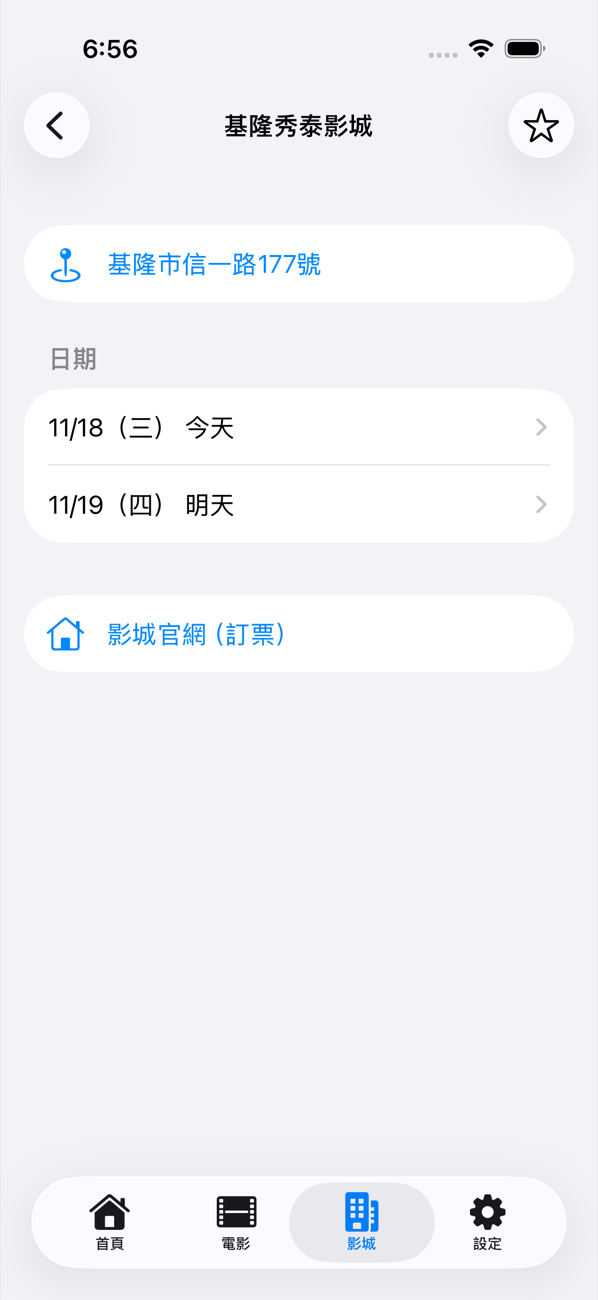 6:56
基隆秀泰影城
基隆市信一路177號
日期
11/18（三） 今天
11/19（四） 明天
影城官網（訂票）
首頁
電影
影城
設定